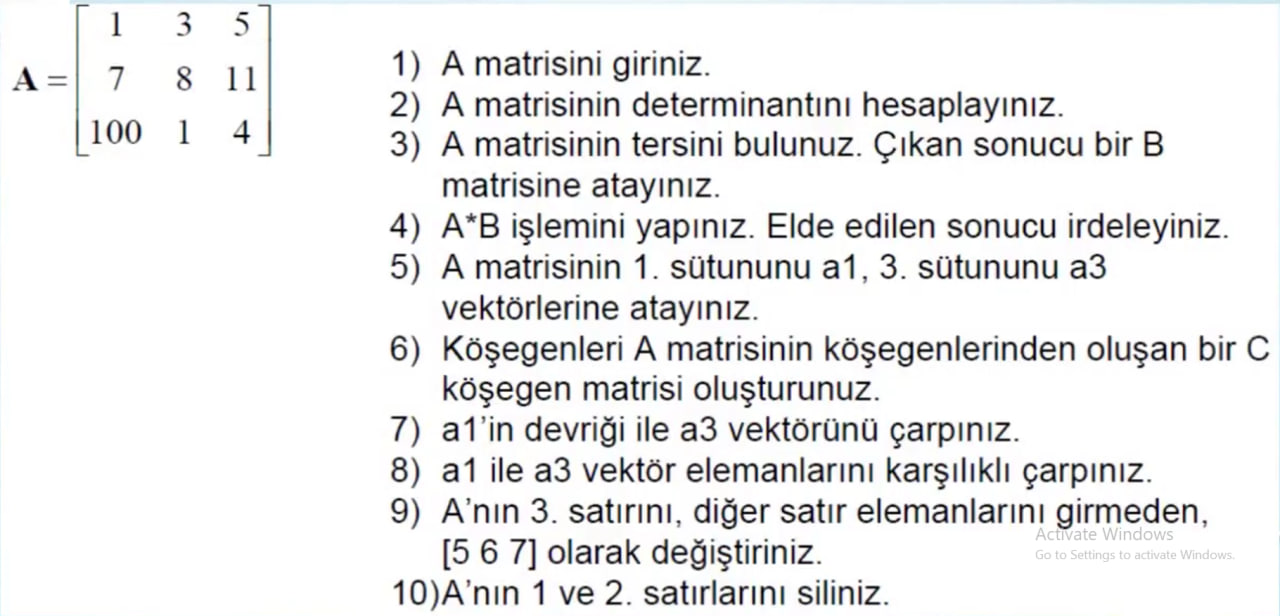 A = [ 1 3 5
7 8 11
100 1 4 ]
1) A matrisini giriniz.
2) A matrisinin determinantını hesaplayınız.
3) A matrisinin tersini bulunuz. Çıkan sonucu bir B
matrisine atayınız.
4) A*B işlemini yapınız. Elde edilen sonucu irdeleyiniz.
5) A matrisinin 1. sütununu a1, 3. sütununu a3
vektörlerine atayınız.
6) Köşegenleri A matrisinin köşegenlerinden oluşan bir C
köşegen matrisi oluşturunuz.
7) a1’in devriği ile a3 vektörünü çarpınız.
8) a1 ile a3 vektör elemanlarını karşılıklı çarpınız.
9) A’nın 3. satırını, diğer satır elemanlarını girmeden,
[5 6 7] olarak değiştiriniz.
10)A’nın 1 ve 2. satırlarını siliniz.
Activate Windows
Go to Settings to activate Windows.